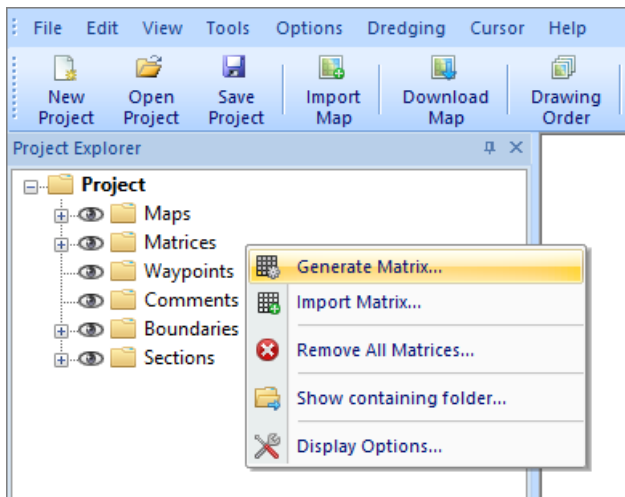 File Edit View Tools Options Dredging Cursor Help
New Open Save Import Download Drawing
Project Project Project Map Map Order
Project Explorer
Project
Maps
Matrices
Waypoints
Comments
Boundaries
Sections
Generate Matrix...
Import Matrix...
Remove All Matrices...
Show containing folder...
Display Options...